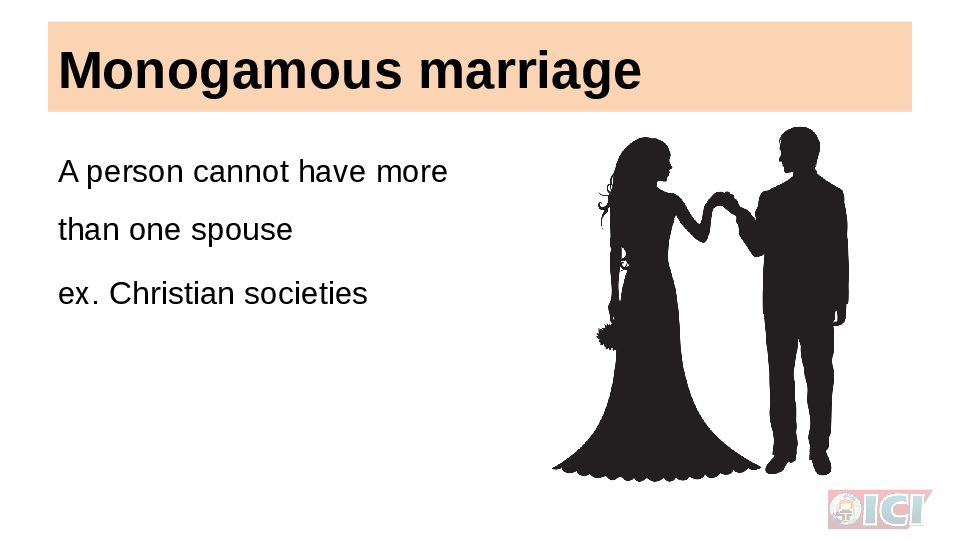 Monogamous marriage
A person cannot have more
than one spouse
ex. Christian societies
ICI